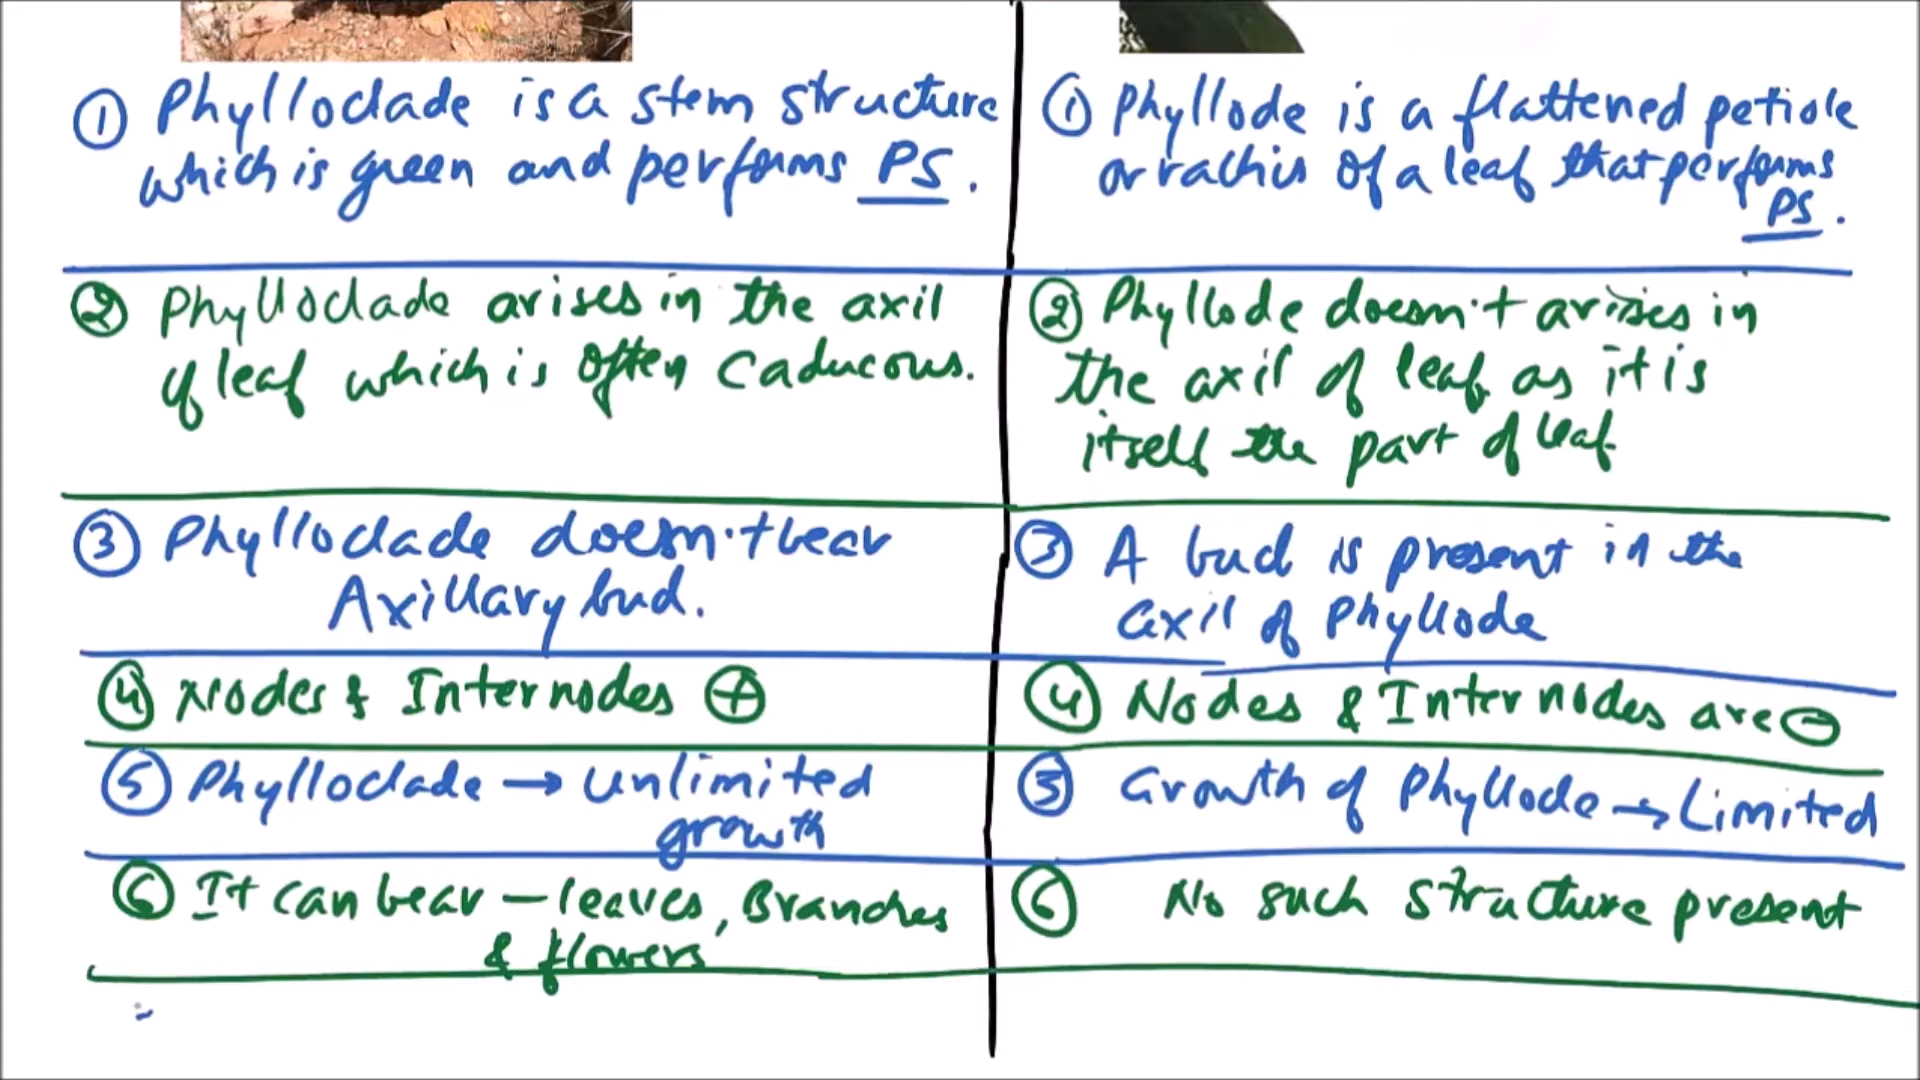 ① Phylloclade is a stem structure
which is green and performs PS.
② Phylloclade arises in the axil
of leaf which is often Caducous.
③ Phylloclade doesn't bear
Axillary bud.
④ Nodes & Internodes ⊕
⑤ Phylloclade → unlimited
growth
⑥ It can bear — leaves, Branches
& flowers
① Phyllode is a flattened petiole
or rachis of a leaf that performs
PS.
② Phyllode doesn't arises in
the axil of leaf as it is
itself the part of leaf
③ A bud is present in the
axil of Phyllode
④ Nodes & Internodes are ⊖
⑤ Growth of Phyllode → Limited
⑥ No such structure present